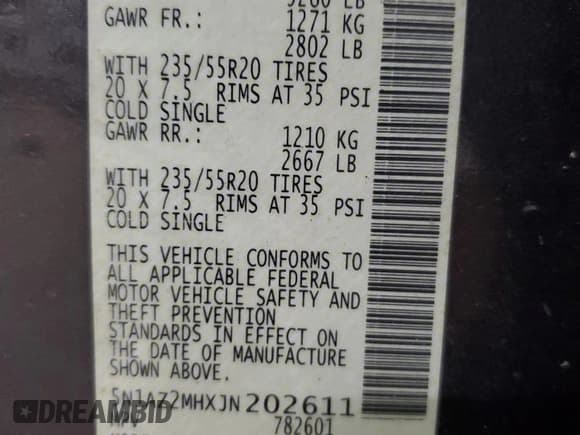 GAWR FR.: 1271 KG
2802 LB
WITH 235/55R20 TIRES
20 X 7.5 RIMS AT 35 PSI
COLD SINGLE
GAWR RR.: 1210 KG
2667 LB
WITH 235/55R20 TIRES
20 X 7.5 RIMS AT 35 PSI
COLD SINGLE
THIS VEHICLE CONFORMS TO
ALL APPLICABLE FEDERAL
MOTOR VEHICLE SAFETY AND
THEFT PREVENTION
STANDARDS IN EFFECT ON
THE DATE OF MANUFACTURE
SHOWN ABOVE.
5N1AZ2MHXJN202611
782601
DREAMBID